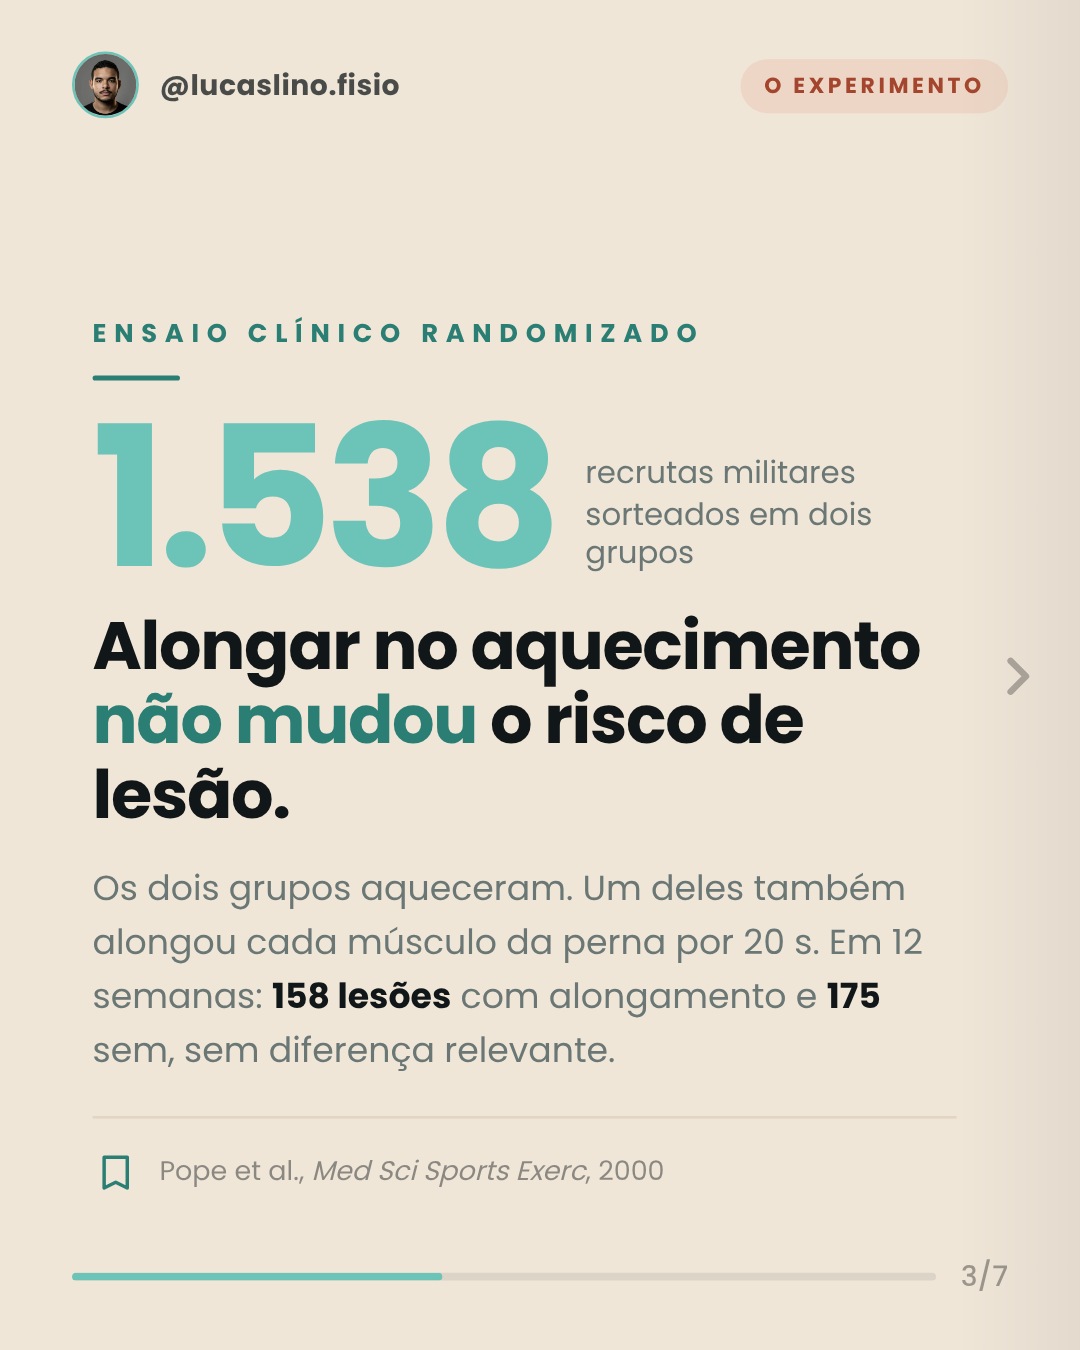 @lucaslino.fisio
O EXPERIMENTO
ENSAIO CLÍNICO RANDOMIZADO
1.538
recrutas militares
sorteados em dois
grupos
Alongar no aquecimento
não mudou o risco de
lesão.
Os dois grupos aqueceram. Um deles também
alongou cada músculo da perna por 20 s. Em 12
semanas: 158 lesões com alongamento e 175
sem, sem diferença relevante.
Pope et al., Med Sci Sports Exerc, 2000
3/7